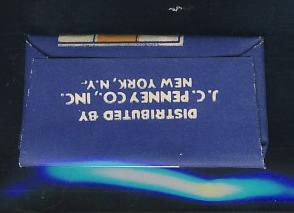 DISTRIBUTED BY
J. C. PENNEY CO., INC.
NEW YORK, N.Y.